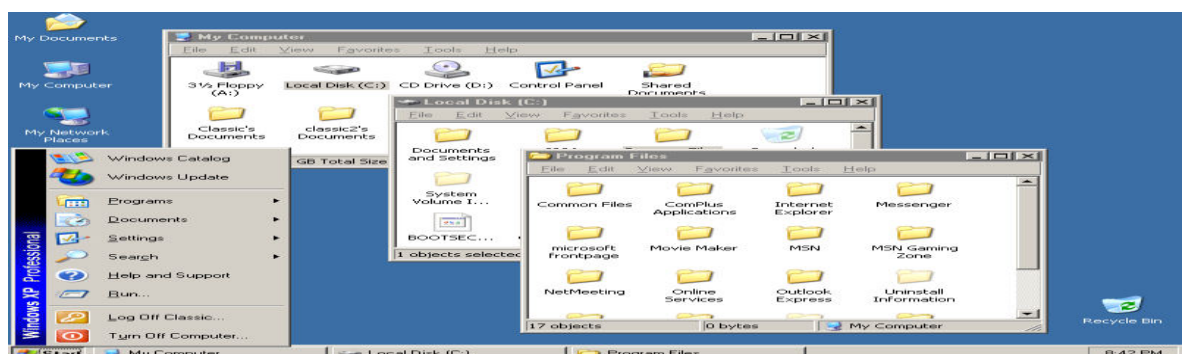 My Documents
My Computer
My Network
Places
My Computer
File Edit View Favorites Tools Help
3½ Floppy
(A:)
Local Disk (C:)
CD Drive (D:)
Control Panel
Shared
Documents
Classic's
Documents
classic2's
Documents
GB Total Size
Local Disk (C:)
File Edit View Favorites Tools Help
Documents
and Settings
System
Volume I...
BOOTSEC...
1 objects selected
Program Files
File Edit View Favorites Tools Help
Common Files
ComPlus
Applications
Internet
Explorer
Messenger
microsoft
frontpage
Movie Maker
MSN
MSN Gaming
Zone
NetMeeting
Online
Services
Outlook
Express
Uninstall
Information
17 objects
0 bytes
My Computer
Windows XP Professional
Windows Catalog
Windows Update
Programs
Documents
Settings
Search
Help and Support
Run...
Log Off Classic...
Turn Off Computer...
Recycle Bin
Start
My Computer
Local Disk (C:)
Program Files
8:42 PM